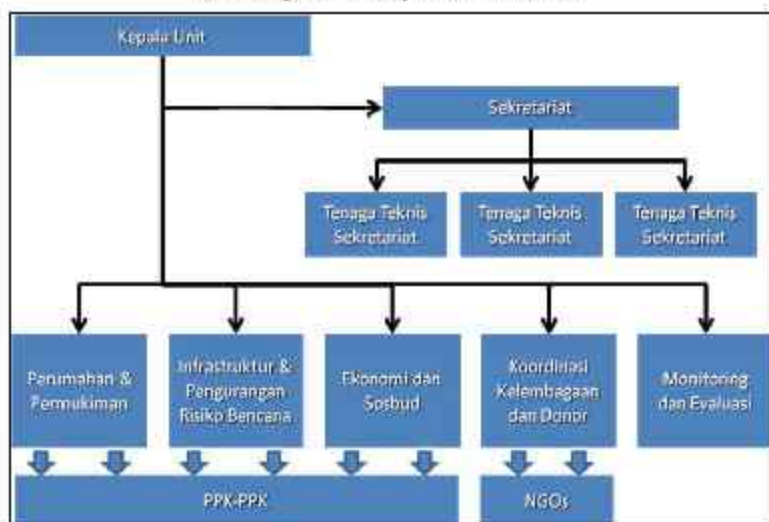 Kepala Unit
Sekretariat
Tenaga Teknis
Sekretariat
Tenaga Teknis
Sekretariat
Tenaga Teknis
Sekretariat
Perumahan &
Permukiman
Infrastruktur &
Pengurangan
Risiko Bencana
Ekonomi dan
Sosbud
Koordinasi
Kelembagaan
dan Donor
Monitoring
dan Evaluasi
PPK-PPK
NGOs